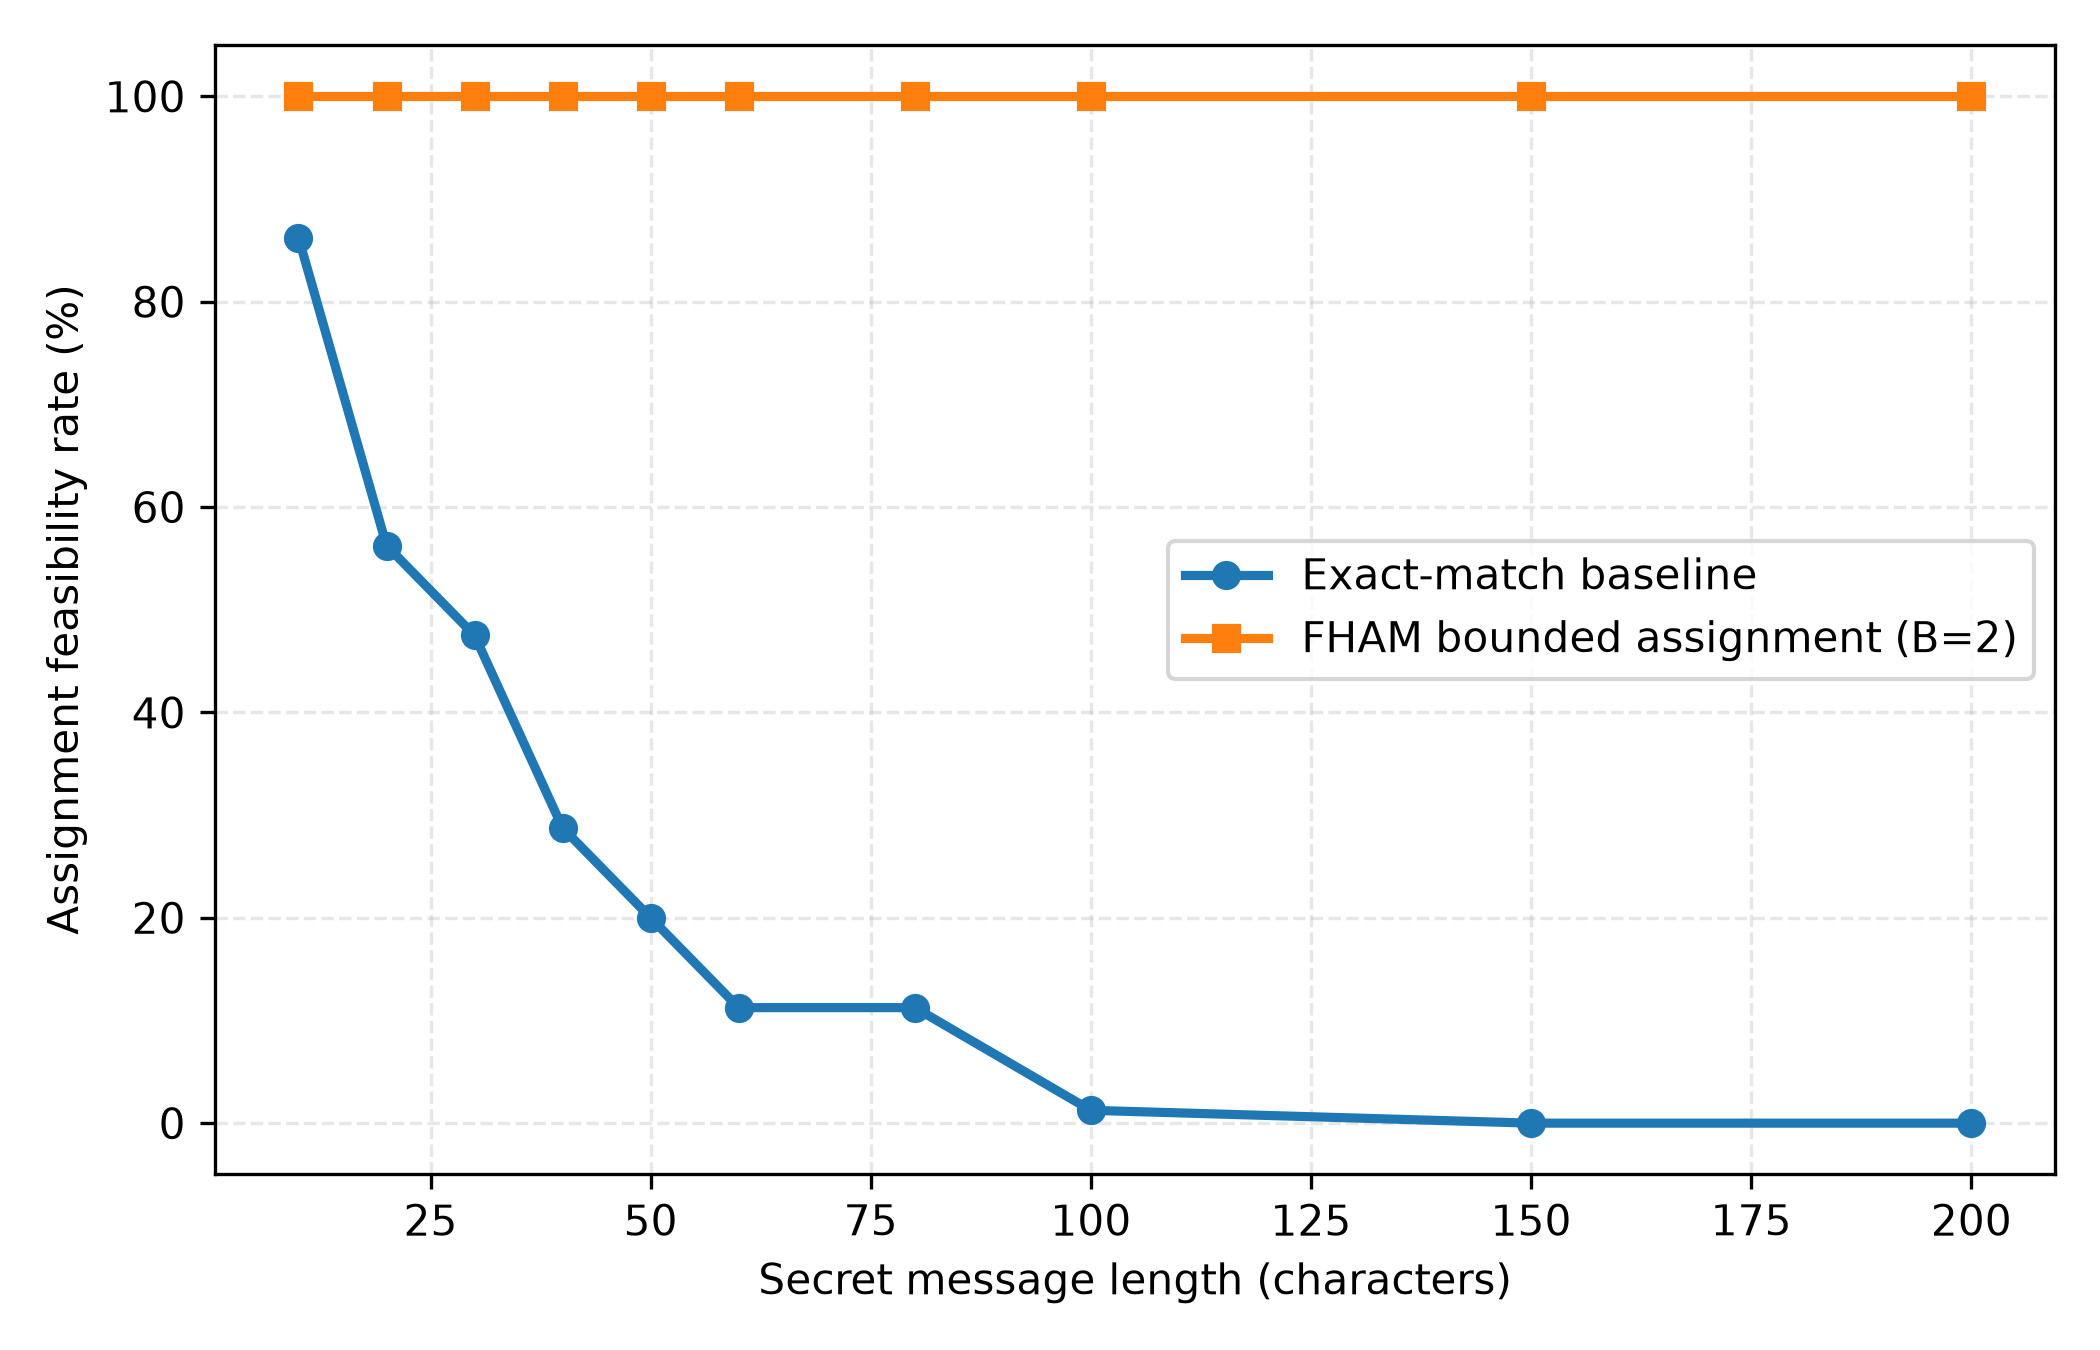 100
80
60
40
20
0
Assignment feasibility rate (%)
Exact-match baseline
FHAM bounded assignment (B=2)
25 50 75 100 125 150 175 200
Secret message length (characters)